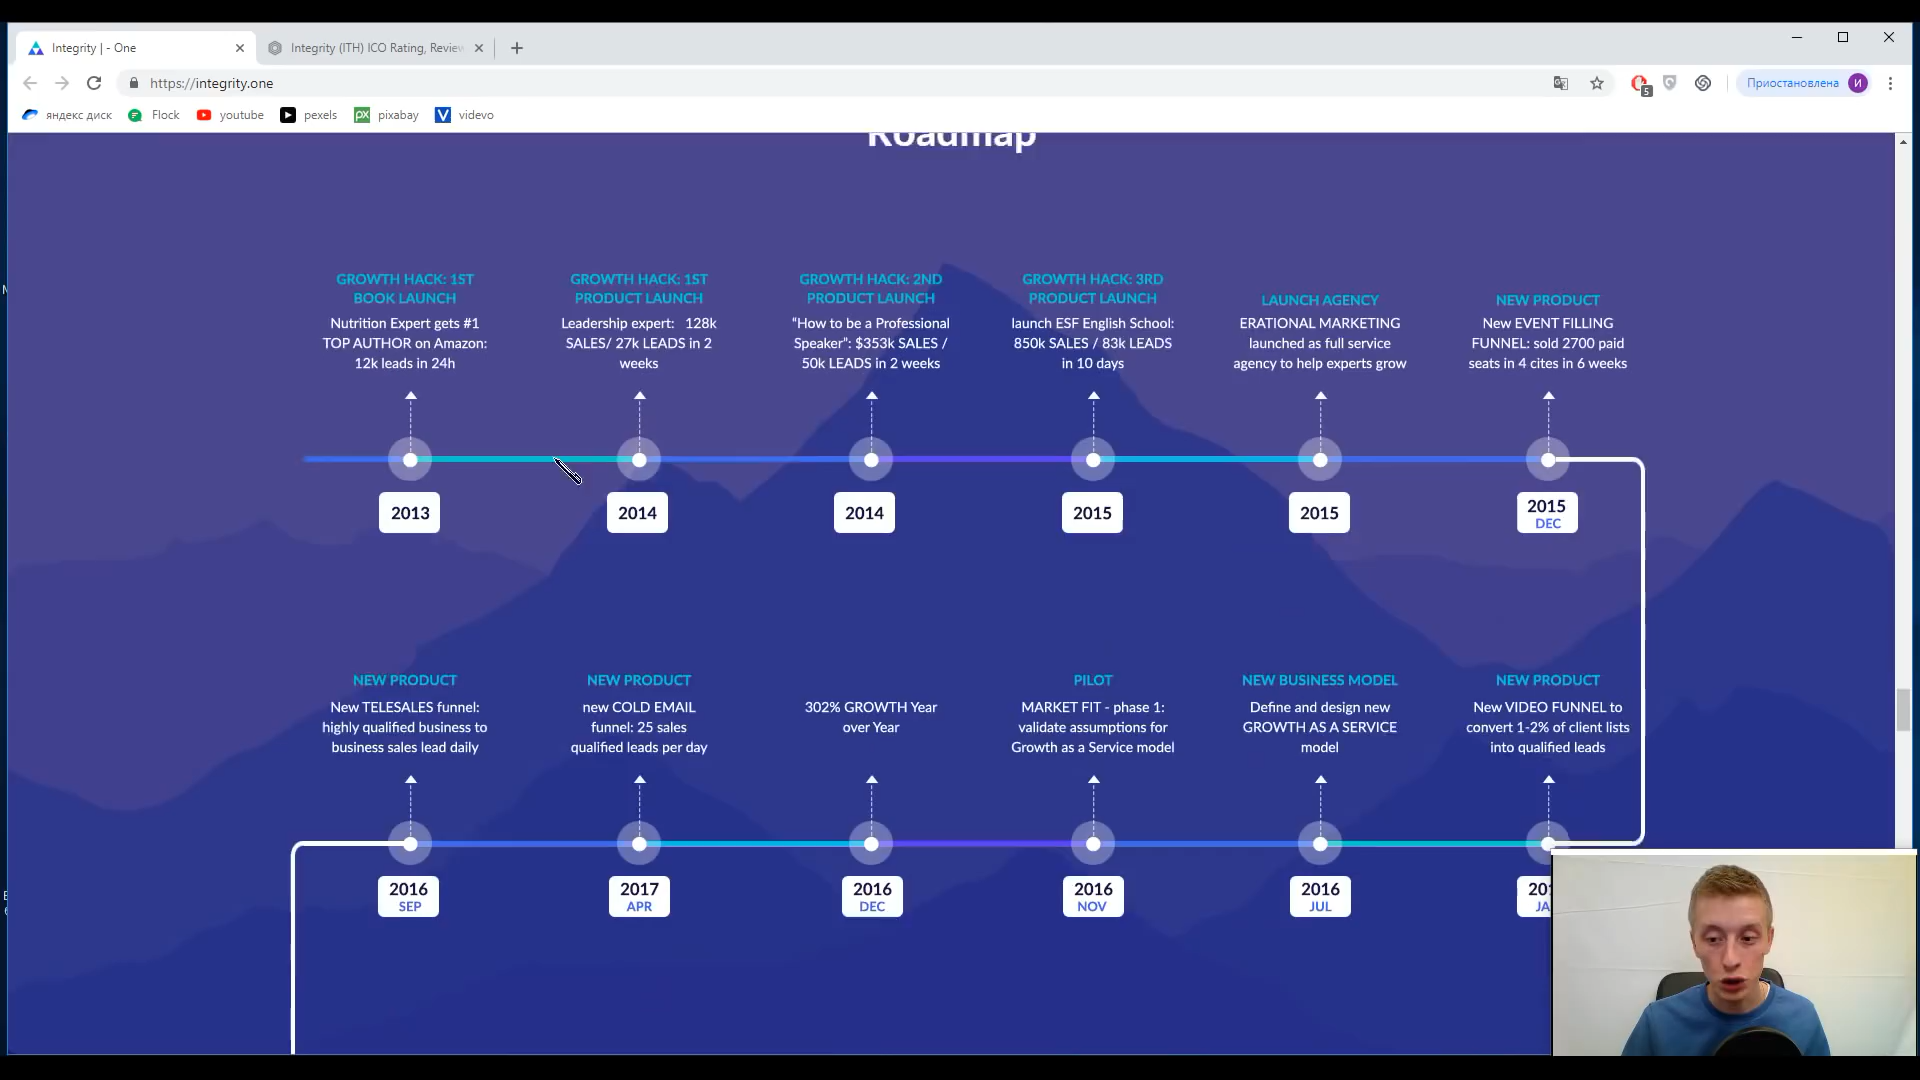 Integrity | - One
Integrity (ITH) ICO Rating, Review
https://integrity.one
Приостановлена
И
5
яндекс диск
Flock
youtube
pexels
px
pixabay
videvo
Roadmap
GROWTH HACK: 1ST
BOOK LAUNCH
Nutrition Expert gets #1
TOP AUTHOR on Amazon:
12k leads in 24h
GROWTH HACK: 1ST
PRODUCT LAUNCH
Leadership expert: 128k
SALES/ 27k LEADS in 2
weeks
GROWTH HACK: 2ND
PRODUCT LAUNCH
“How to be a Professional
Speaker”: $353k SALES /
50k LEADS in 2 weeks
GROWTH HACK: 3RD
PRODUCT LAUNCH
launch ESF English School:
850k SALES / 83k LEADS
in 10 days
LAUNCH AGENCY
ERATIONAL MARKETING
launched as full service
agency to help experts grow
NEW PRODUCT
New EVENT FILLING
FUNNEL: sold 2700 paid
seats in 4 cites in 6 weeks
2013
2014
2014
2015
2015
2015
DEC
NEW PRODUCT
New TELESALES funnel:
highly qualified business to
business sales lead daily
NEW PRODUCT
new COLD EMAIL
funnel: 25 sales
qualified leads per day
302% GROWTH Year
over Year
PILOT
MARKET FIT - phase 1:
validate assumptions for
Growth as a Service model
NEW BUSINESS MODEL
Define and design new
GROWTH AS A SERVICE
model
NEW PRODUCT
New VIDEO FUNNEL to
convert 1-2% of client lists
into qualified leads
2016
SEP
2017
APR
2016
DEC
2016
NOV
2016
JUL